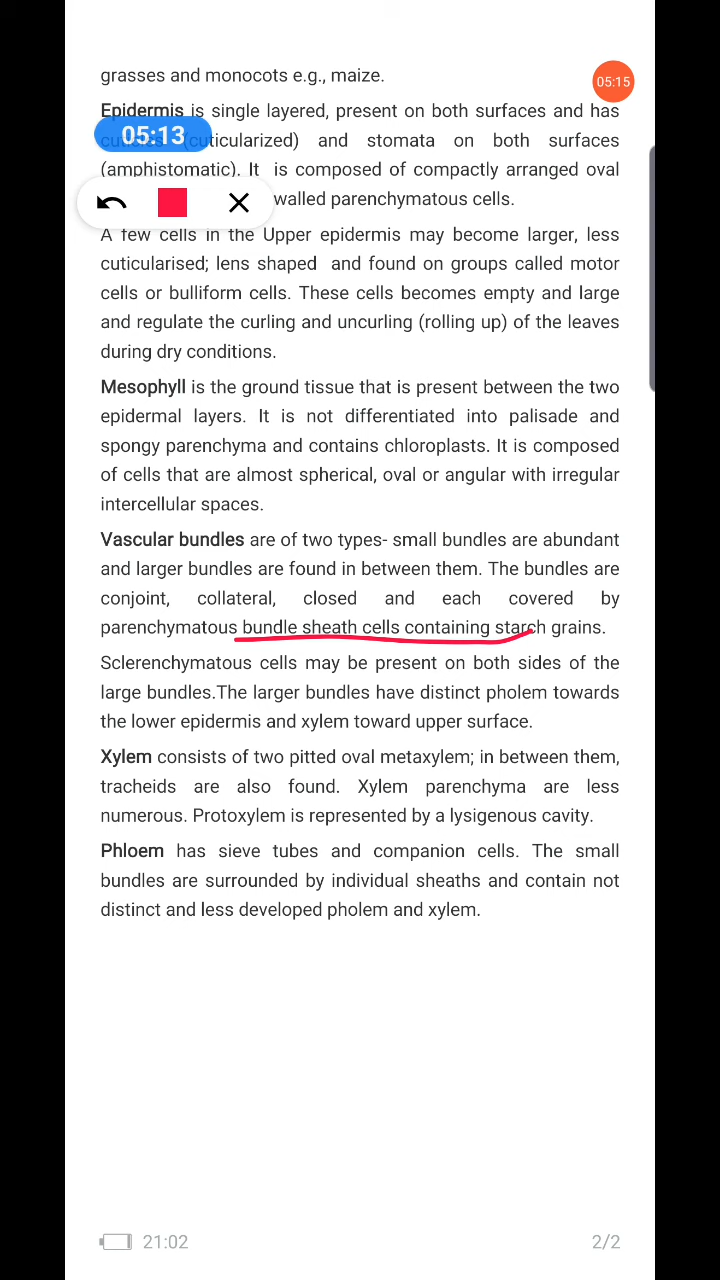 grasses and monocots e.g., maize.
05:15
Epidermis is single layered, present on both surfaces and has
05:13
(cuticularized) and stomata on both surfaces
(amphistomatic). It is composed of compactly arranged oval
walled parenchymatous cells.
A few cells in the Upper epidermis may become larger, less
cuticularised; lens shaped and found on groups called motor
cells or bulliform cells. These cells becomes empty and large
and regulate the curling and uncurling (rolling up) of the leaves
during dry conditions.
Mesophyll is the ground tissue that is present between the two
epidermal layers. It is not differentiated into palisade and
spongy parenchyma and contains chloroplasts. It is composed
of cells that are almost spherical, oval or angular with irregular
intercellular spaces.
Vascular bundles are of two types- small bundles are abundant
and larger bundles are found in between them. The bundles are
conjoint, collateral, closed and each covered by
parenchymatous bundle sheath cells containing starch grains.
Sclerenchymatous cells may be present on both sides of the
large bundles.The larger bundles have distinct pholem towards
the lower epidermis and xylem toward upper surface.
Xylem consists of two pitted oval metaxylem; in between them,
tracheids are also found. Xylem parenchyma are less
numerous. Protoxylem is represented by a lysigenous cavity.
Phloem has sieve tubes and companion cells. The small
bundles are surrounded by individual sheaths and contain not
distinct and less developed pholem and xylem.
21:02
2/2